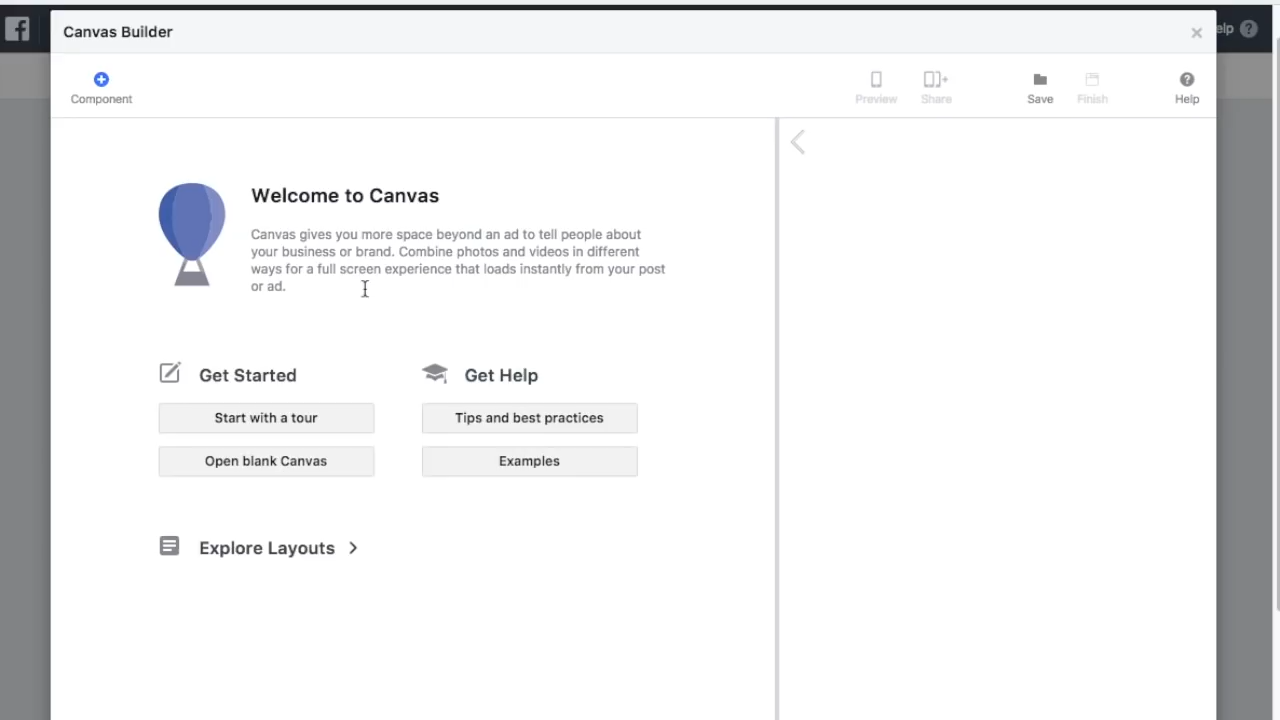 Canvas Builder
elp
Component
Preview
Share
Save
Finish
Help
Welcome to Canvas
Canvas gives you more space beyond an ad to tell people about
your business or brand. Combine photos and videos in different
ways for a full screen experience that loads instantly from your post
or ad.
Get Started
Get Help
Start with a tour
Tips and best practices
Open blank Canvas
Examples
Explore Layouts